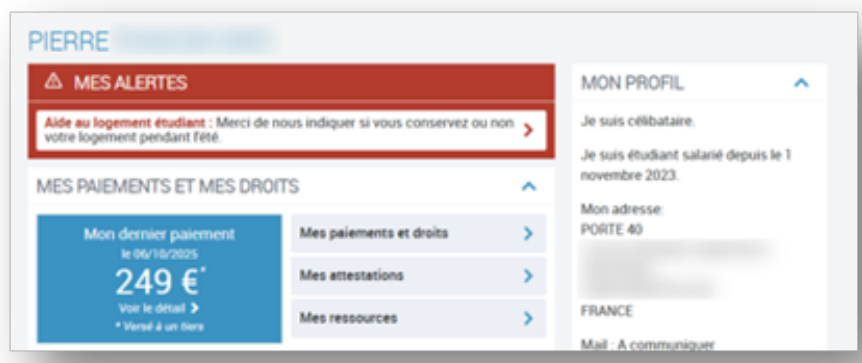 PIERRE
MES ALERTES
Aide au logement étudiant : Merci de nous indiquer si vous conservez ou non
votre logement pendant l'été.
MES PAIEMENTS ET MES DROITS
Mon dernier paiement
le 06/10/2025
249 €*
Voir le détail
* Versé à un tiers
Mes paiements et droits
Mes attestations
Mes ressources
MON PROFIL
Je suis célibataire.
Je suis étudiant salarié depuis le 1
novembre 2023.
Mon adresse:
PORTE 40
FRANCE
Mail : A communiquer